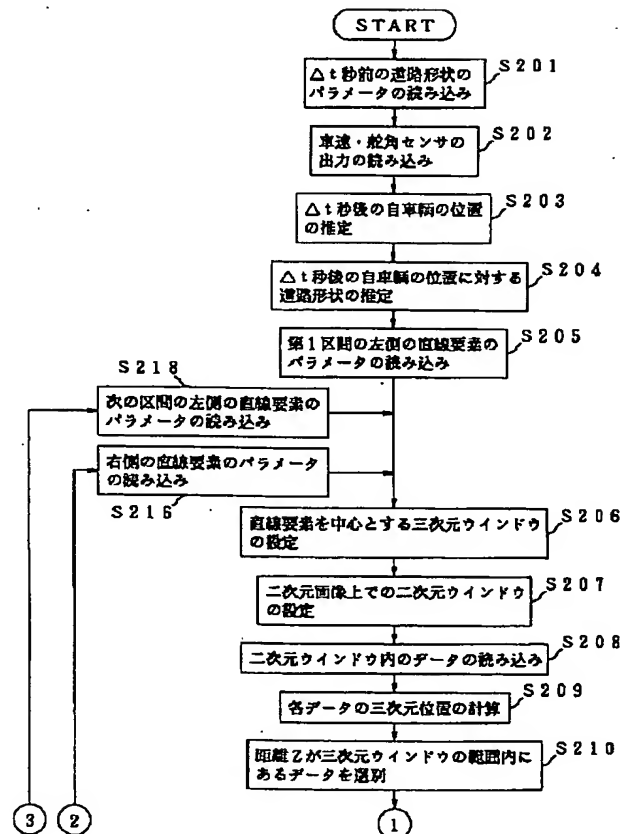 START
S201
△t秒前の道路形状の
パラメータの読み込み
S202
車速・舵角センサの
出力の読み込み
S203
△t秒後の自車輌の位置
の推定
S204
△t秒後の自車輌の位置に対する
道路形状の推定
S205
第1区間の左側の直線要素の
パラメータの読み込み
S218
次の区間の左側の直線要素の
パラメータの読み込み
右側の直線要素のパラメータ
の読み込み
S216
S206
直線要素を中心とする三次元ウインドウ
の設定
S207
二次元画像上での二次元ウインドウ
の設定
S208
二次元ウインドウ内のデータの読み込み
S209
各データの三次元位置の計算
S210
距離Zが三次元ウインドウの範囲内に
あるデータを選別
3
2
1